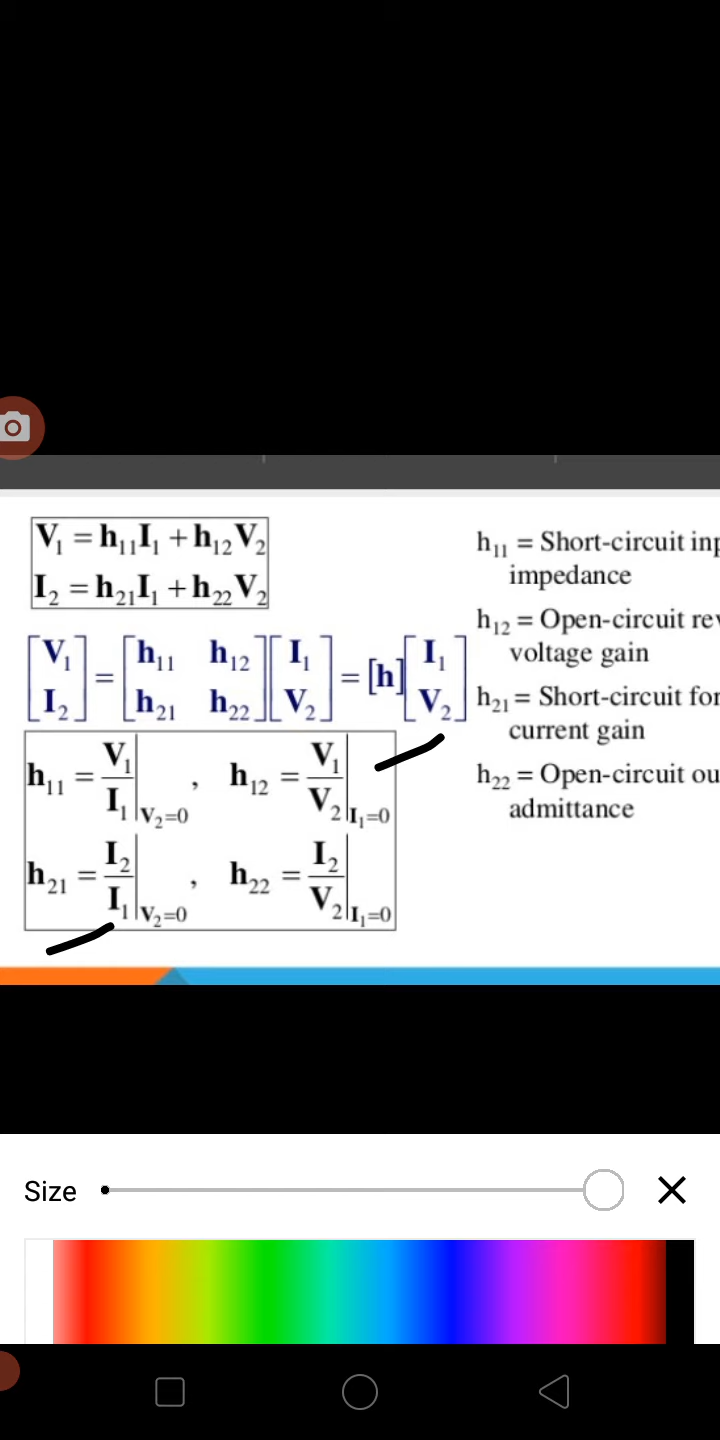 V₁ = h₁₁I₁ + h₁₂V₂
I₂ = h₂₁I₁ + h₂₂V₂
[V₁ I₂] = [h₁₁ h₁₂ h₂₁ h₂₂][I₁ V₂] = [h][I₁ V₂]
h₁₁ = V₁/I₁|V₂=0 , h₁₂ = V₁/V₂|I₁=0
h₂₁ = I₂/I₁|V₂=0 , h₂₂ = I₂/V₂|I₁=0
h₁₁ = Short-circuit inp
impedance
h₁₂ = Open-circuit rev
voltage gain
h₂₁ = Short-circuit for
current gain
h₂₂ = Open-circuit ou
admittance
Size